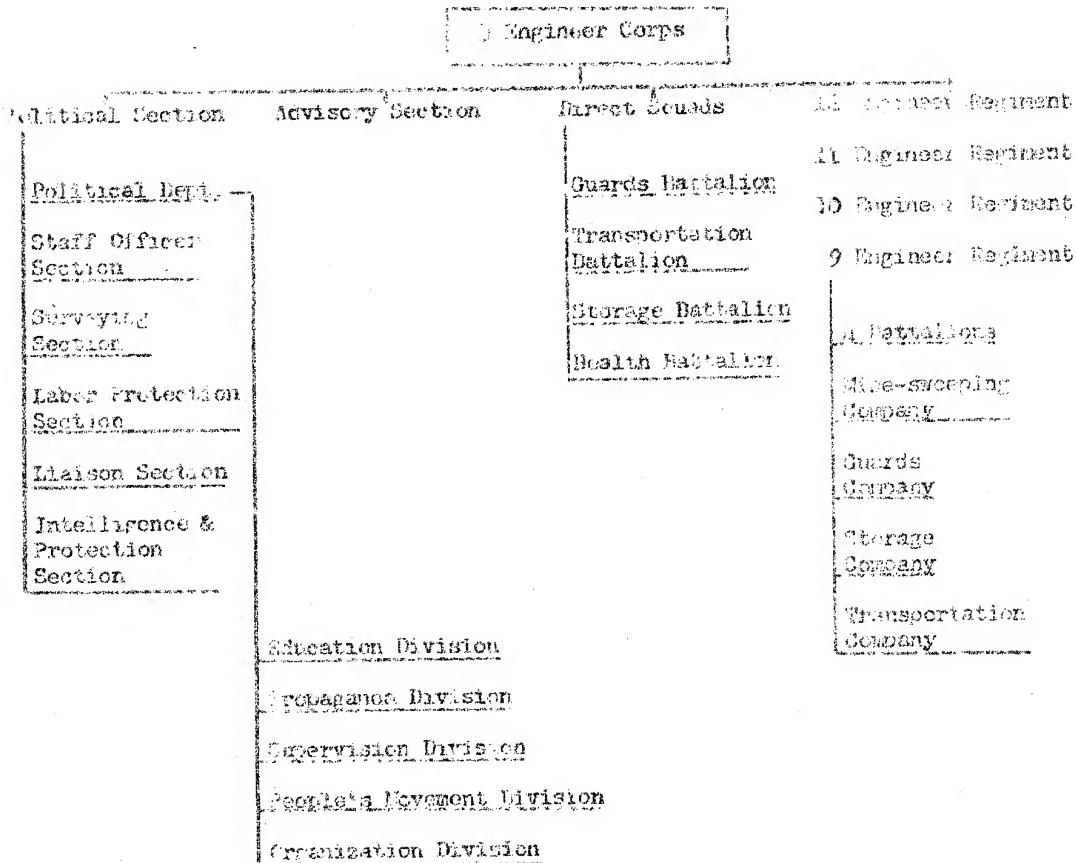 Engineer Corps
Political Section
Advisory Section
Direct Squads
Regiment
11 Engineer Regiment
10 Engineer Regiment
9 Engineer Regiment
Political Dept.
Staff Officer
Section
Surveying
Section
Labor Protection
Section
Liaison Section
Intelligence &
Protection
Section
Guards Battalion
Transportation
Battalion
Storage Battalion
Health Battalion
Battalions
Mine-sweeping
Company
Guards
Company
Storage
Company
Transportation
Company
Education Division
Propaganda Division
Supervision Division
People's Movement Division
Organization Division